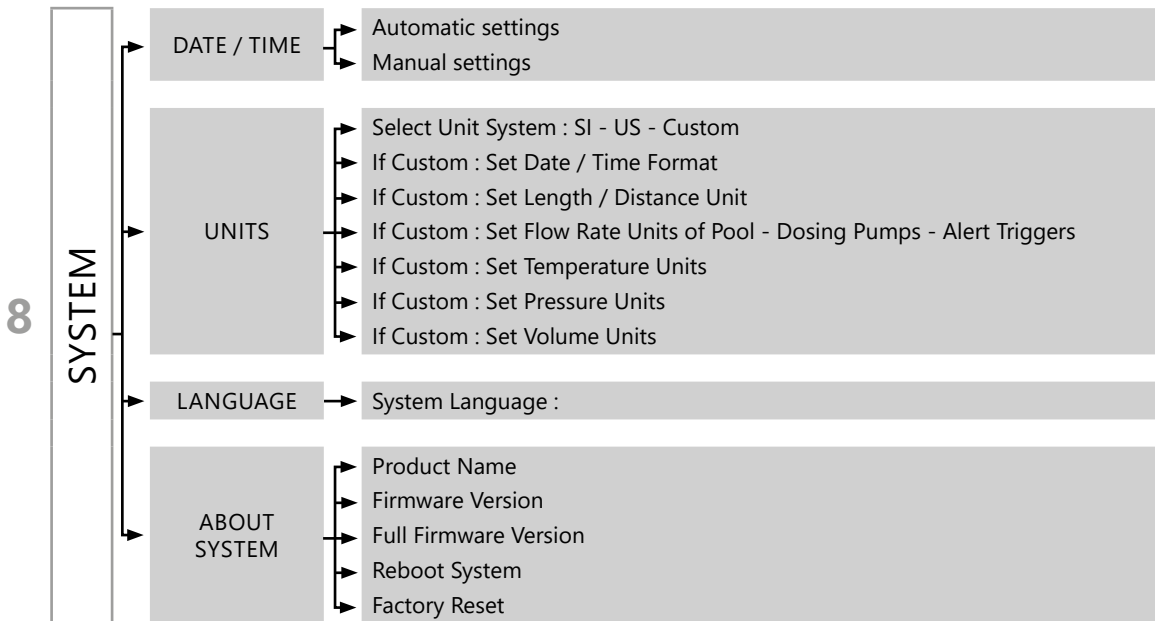 8
SYSTEM
DATE / TIME
Automatic settings
Manual settings
UNITS
Select Unit System : SI - US - Custom
If Custom : Set Date / Time Format
If Custom : Set Length / Distance Unit
If Custom : Set Flow Rate Units of Pool - Dosing Pumps - Alert Triggers
If Custom : Set Temperature Units
If Custom : Set Pressure Units
If Custom : Set Volume Units
LANGUAGE
System Language :
ABOUT
SYSTEM
Product Name
Firmware Version
Full Firmware Version
Reboot System
Factory Reset